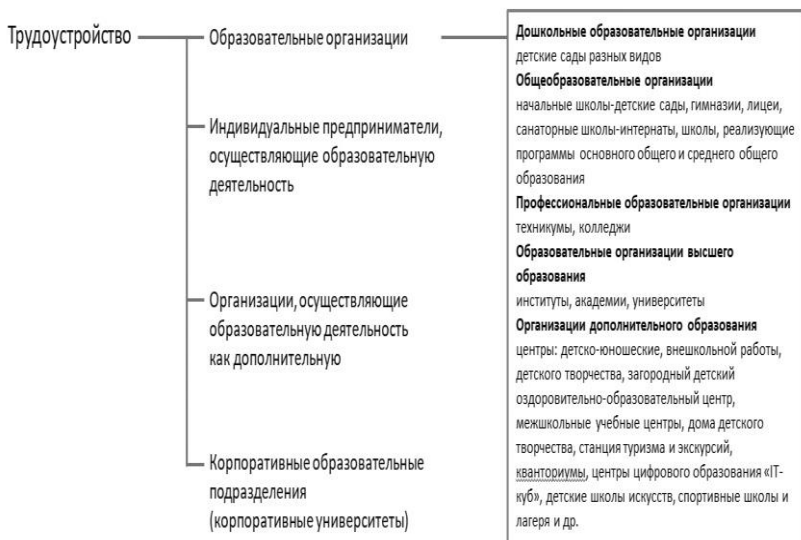 Трудоустройство
Образовательные организации
Индивидуальные предприниматели,
осуществляющие образовательную
деятельность
Организации, осуществляющие
образовательную деятельность
как дополнительную
Корпоративные образовательные
подразделения
(корпоративные университеты)
Дошкольные образовательные организации
детские сады разных видов
Общеобразовательные организации
начальные школы-детские сады, гимназии, лицеи,
санаторные школы-интернаты, школы, реализующие
программы основного общего и среднего общего
образования
Профессиональные образовательные организации
техникумы, колледжи
Образовательные организации высшего
образования
институты, академии, университеты
Организации дополнительного образования
центры: детско-юношеские, внешкольной работы,
детского творчества, загородный детский
оздоровительно-образовательный центр,
межшкольные учебные центры, дома детского
творчества, станция туризма и экскурсий,
кванториумы, центры цифрового образования «IT-
куб», детские школы искусств, спортивные школы и
лагеря и др.